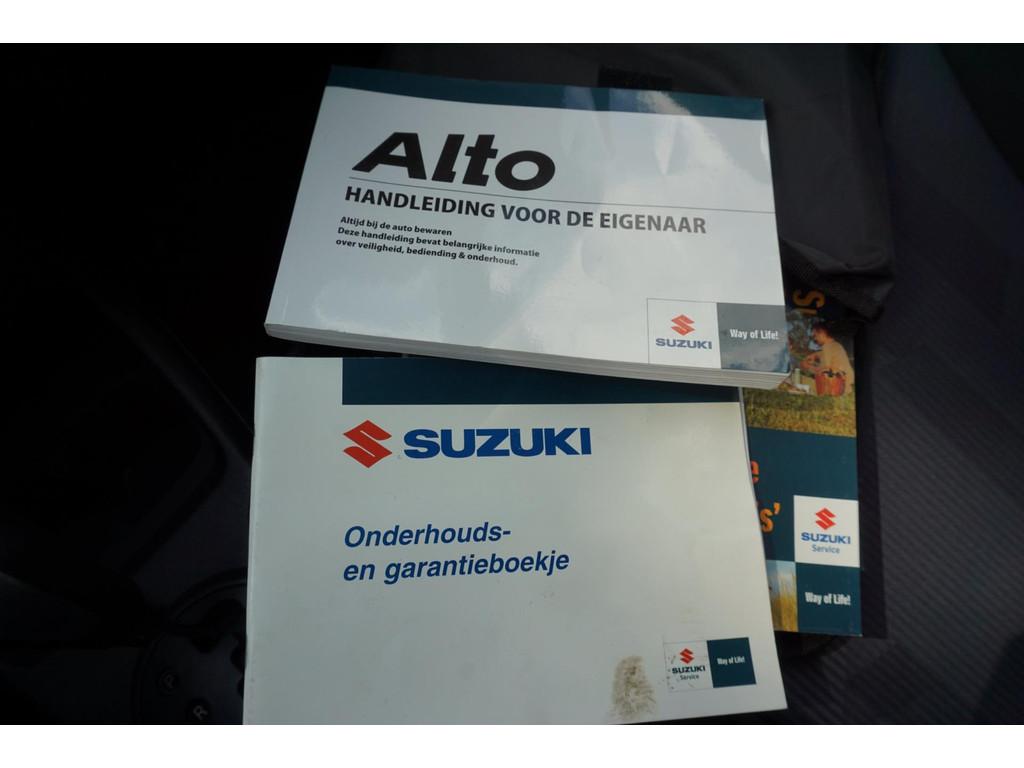 Alto
HANDLEIDING VOOR DE EIGENAAR
Altijd bij de auto bewaren
Deze handleiding bevat belangrijke informatie
over veiligheid, bediending & onderhoud.
SUZUKI
Way of Life!
SUZUKI
Onderhouds-
en garantieboekje
SUZUKI
Service
Way of Life!
SUZUKI
Service
Way of Life!
P
R